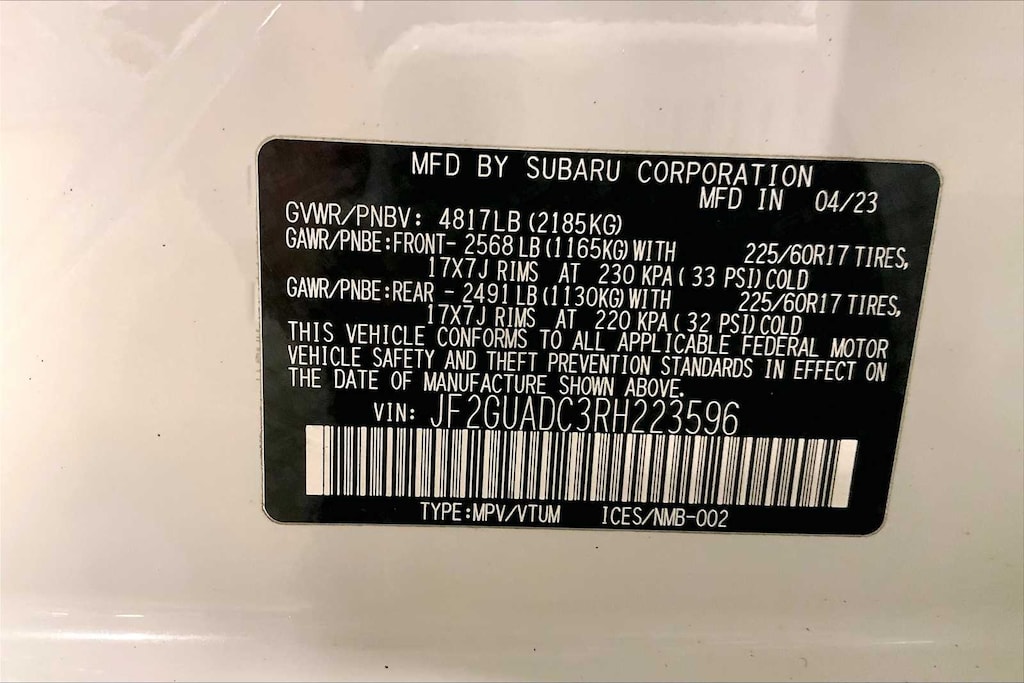 MFD BY SUBARU CORPORATION
MFD IN 04/23
GVWR/PNBV: 4817LB (2185KG)
GAWR/PNBE:FRONT- 2568 LB (1165KG) WITH 225/60R17 TIRES,
17X7J RIMS AT 230 KPA ( 33 PSI) COLD
GAWR/PNBE:REAR - 2491 LB (1130KG) WITH 225/60R17 TIRES,
17X7J RIMS AT 220 KPA ( 32 PSI) COLD
THIS VEHICLE CONFORMS TO ALL APPLICABLE FEDERAL MOTOR
VEHICLE SAFETY AND THEFT PREVENTION STANDARDS IN EFFECT ON
THE DATE OF MANUFACTURE SHOWN ABOVE.
VIN: JF2GUADC3RH223596
TYPE:MPV/VTUM ICES/NMB-002